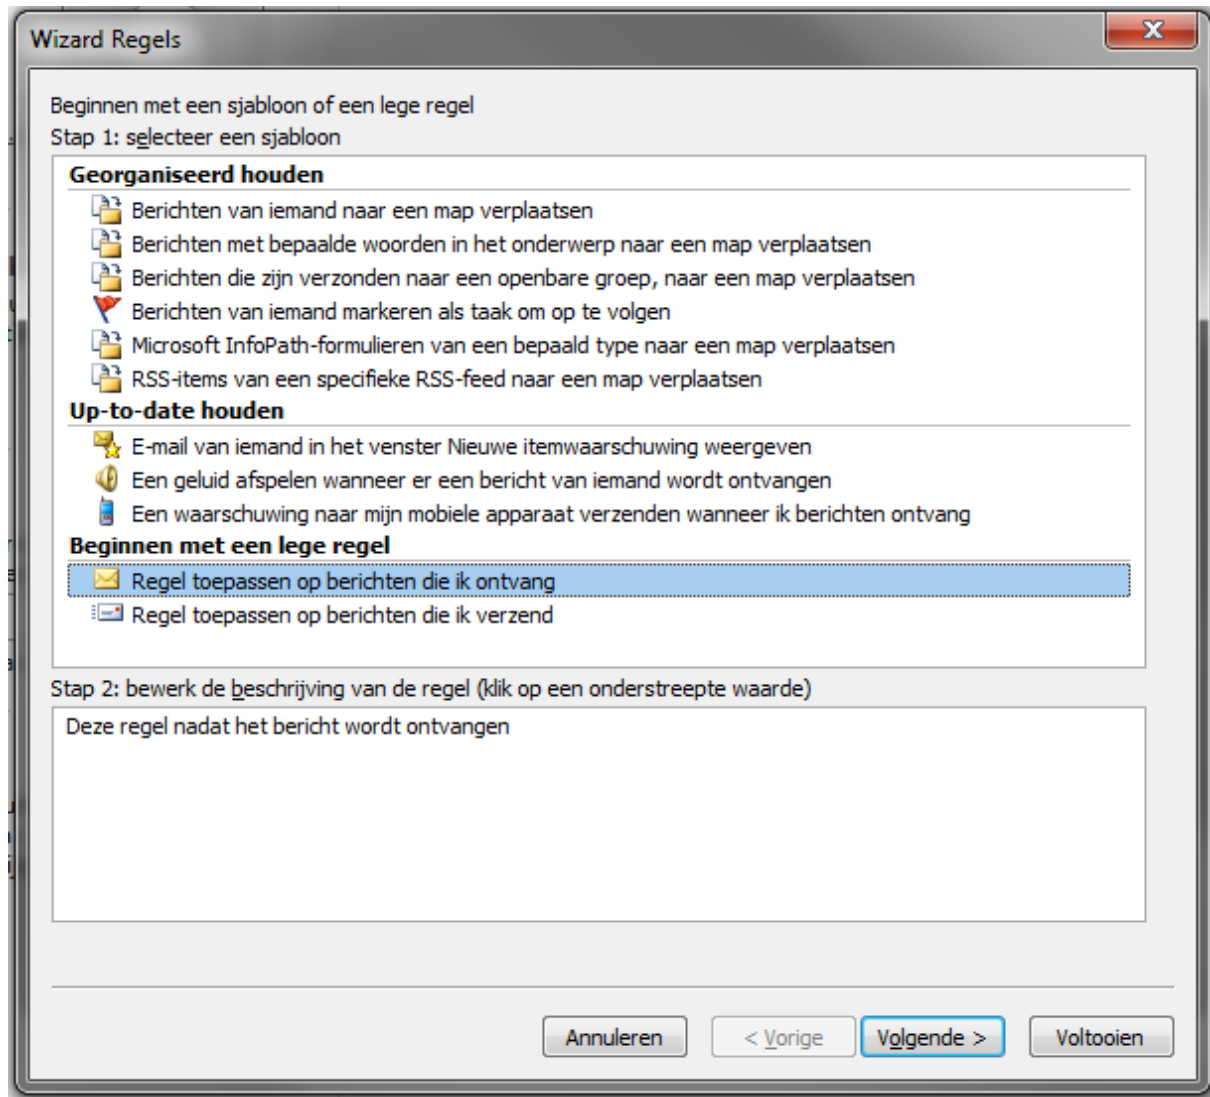 Wizard Regels
Beginnen met een sjabloon of een lege regel
Stap 1: selecteer een sjabloon
Georganiseerd houden
Berichten van iemand naar een map verplaatsen
Berichten met bepaalde woorden in het onderwerp naar een map verplaatsen
Berichten die zijn verzonden naar een openbare groep, naar een map verplaatsen
Berichten van iemand markeren als taak om op te volgen
Microsoft InfoPath-formulieren van een bepaald type naar een map verplaatsen
RSS-items van een specifieke RSS-feed naar een map verplaatsen
Up-to-date houden
E-mail van iemand in het venster Nieuwe itemwaarschuwing weergeven
Een geluid afspelen wanneer er een bericht van iemand wordt ontvangen
Een waarschuwing naar mijn mobiele apparaat verzenden wanneer ik berichten ontvang
Beginnen met een lege regel
Regel toepassen op berichten die ik ontvang
Regel toepassen op berichten die ik verzend
Stap 2: bewerk de beschrijving van de regel (klik op een onderstreepte waarde)
Deze regel nadat het bericht wordt ontvangen
Annuleren
< Vorige
Volgende >
Voltooien